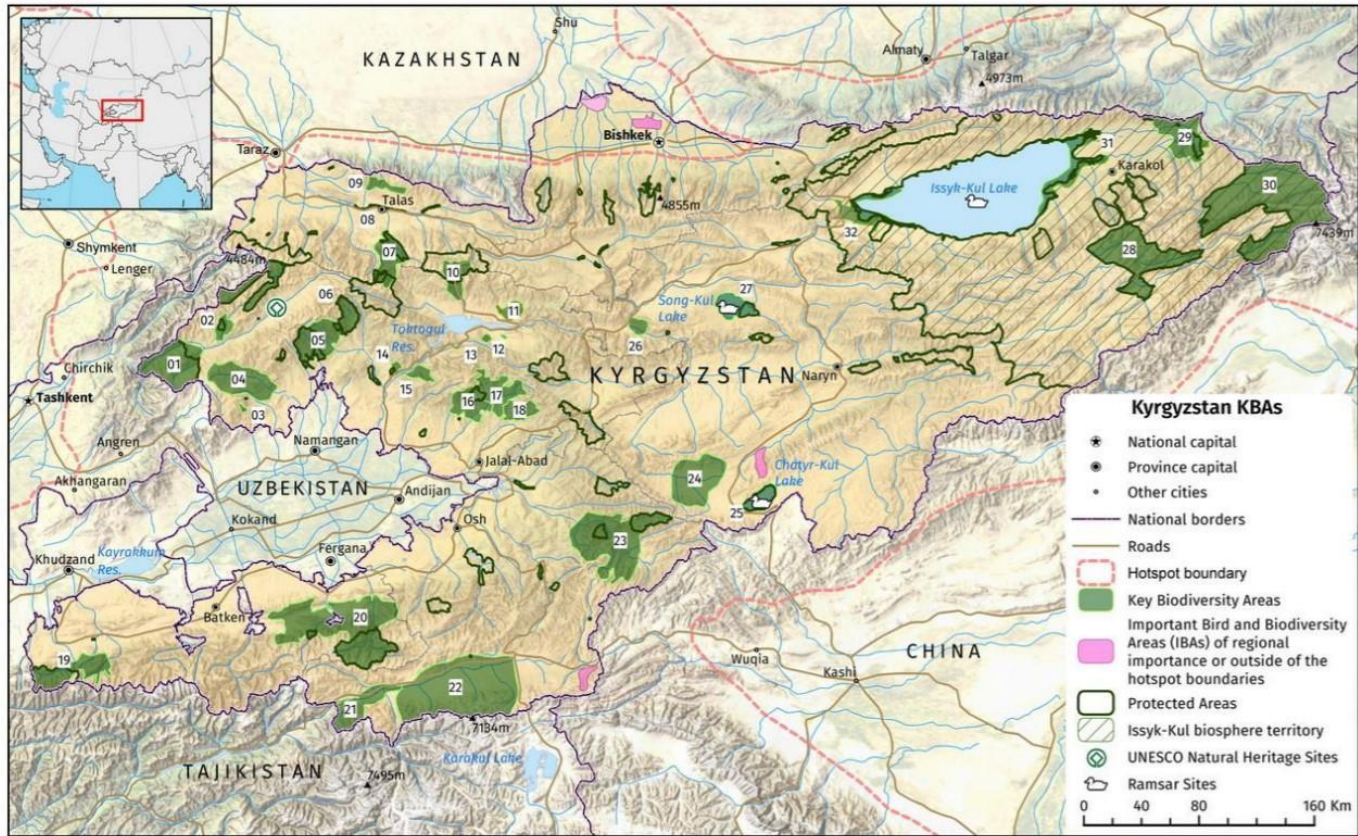 KAZAKHSTAN
Shu
Almaty
Talgar
4973m
Bishkek
Taraz
09
Talas
08
4855m
Issyk-Kul Lake
31
29
Karakol
30
32
7439m
28
Shymkent
Lenger
4484m
07
10
06
02
05
Toktogul
Res.
11
Song-Kul
Lake
27
26
01
04
03
14
13
12
15
16
17
18
KYRGYZSTAN
Naryn
Chirchik
Tashkent
Angren
Akhangaran
Namangan
Jalal-Abad
UZBEKISTAN
Andijan
Kokand
Osh
Fergana
Khudzand
Kayrakkum
Res.
24
Chatyr-Kul
Lake
25
23
Batken
20
19
22
21
7134m
Wuqia
Kashi
CHINA
TAJIKISTAN
7495m
Karakul Lake
Kyrgyzstan KBAs
National capital
Province capital
Other cities
National borders
Roads
Hotspot boundary
Key Biodiversity Areas
Important Bird and Biodiversity
Areas (IBAs) of regional
importance or outside of the
hotspot boundaries
Protected Areas
Issyk-Kul biosphere territory
UNESCO Natural Heritage Sites
Ramsar Sites
0 40 80 160 Km